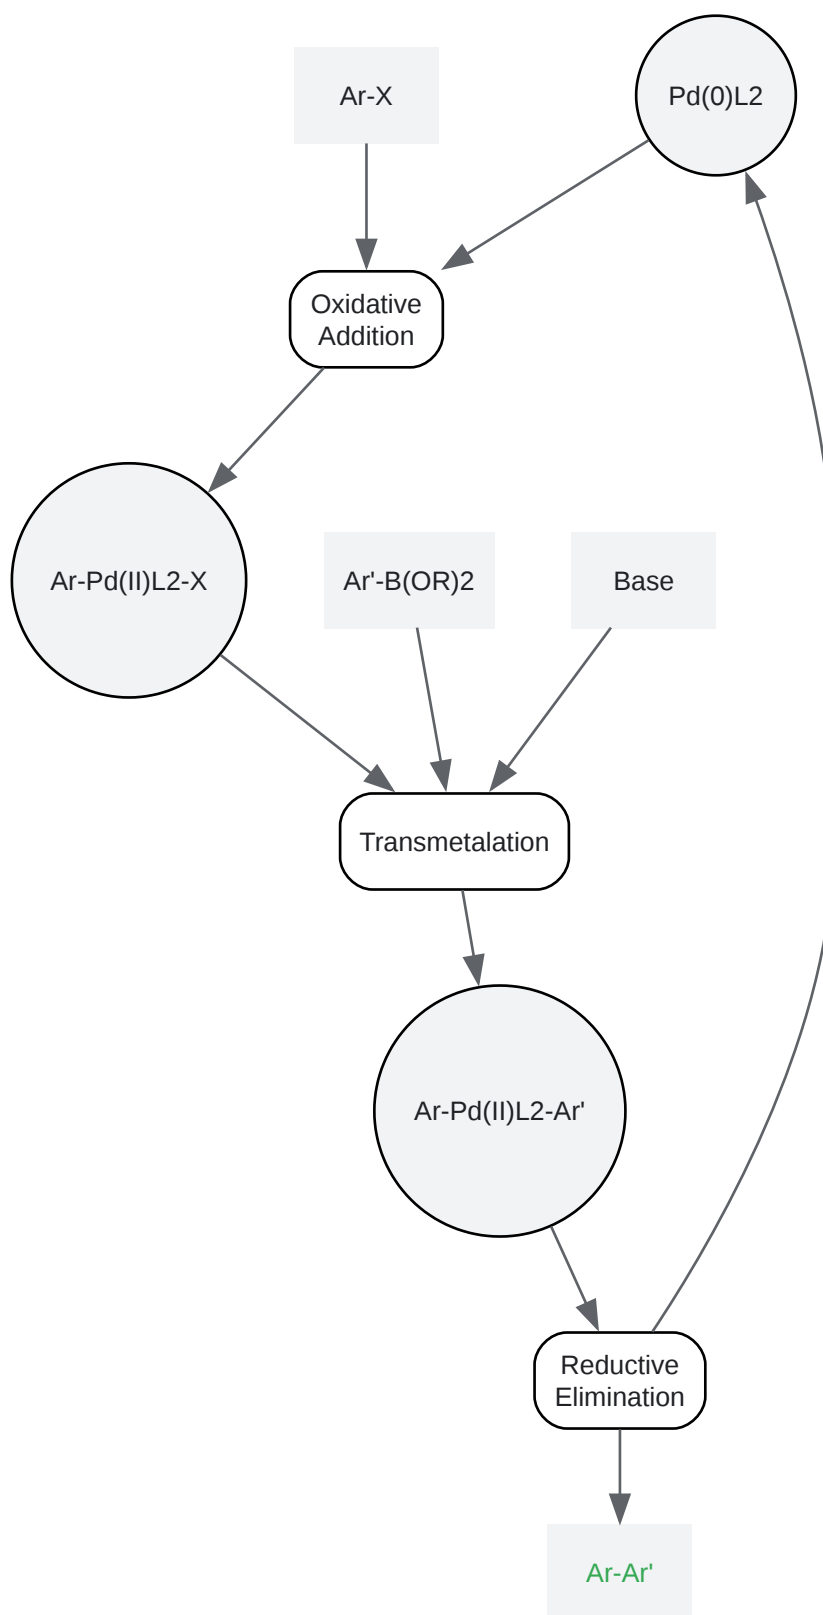 Ar-X
Pd(0)L2
Oxidative
Addition
Ar-Pd(II)L2-X
Ar'-B(OR)2
Base
Transmetalation
Ar-Pd(II)L2-Ar'
Reductive
Elimination
Ar-Ar'